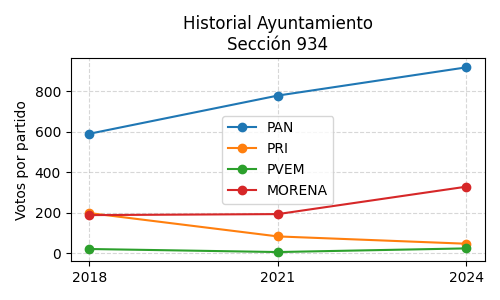 Historial Ayuntamiento
Sección 934
Votos por partido
800
600
400
200
0
PAN
PRI
PVEM
MORENA
2018
2021
2024